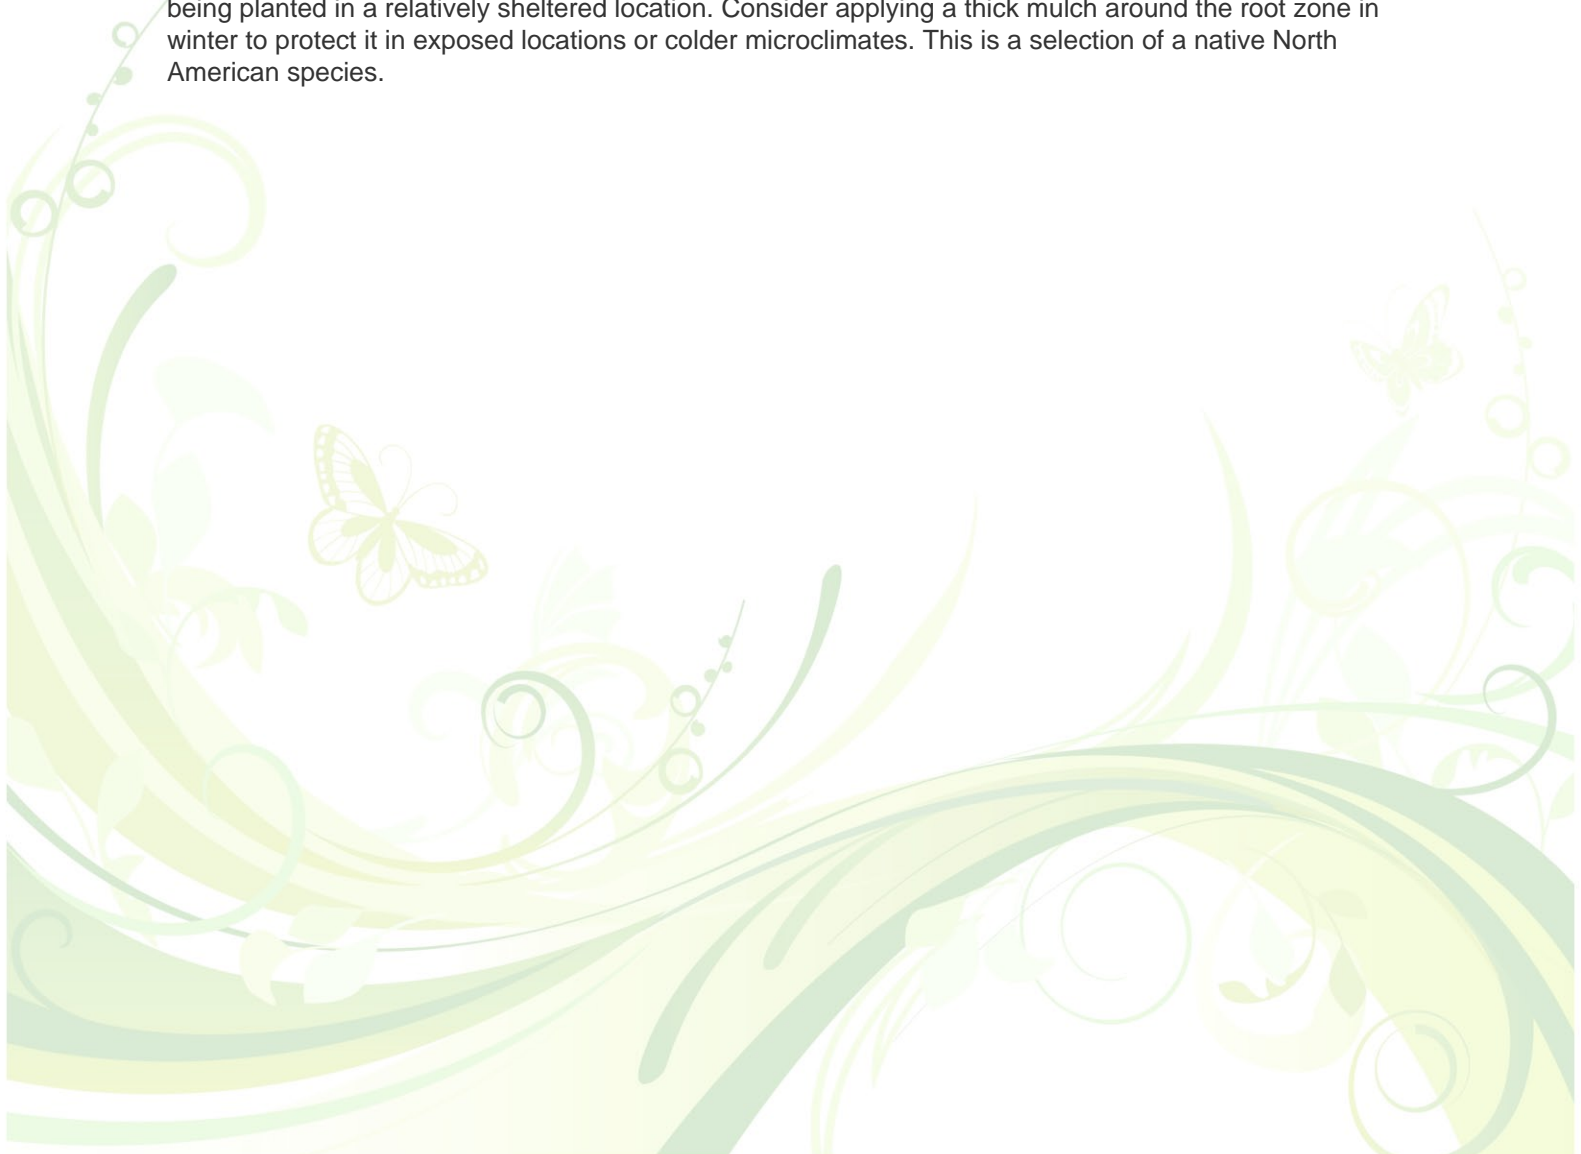 being planted in a relatively sheltered location. Consider applying a thick mulch around the root zone in
winter to protect it in exposed locations or colder microclimates. This is a selection of a native North
American species.